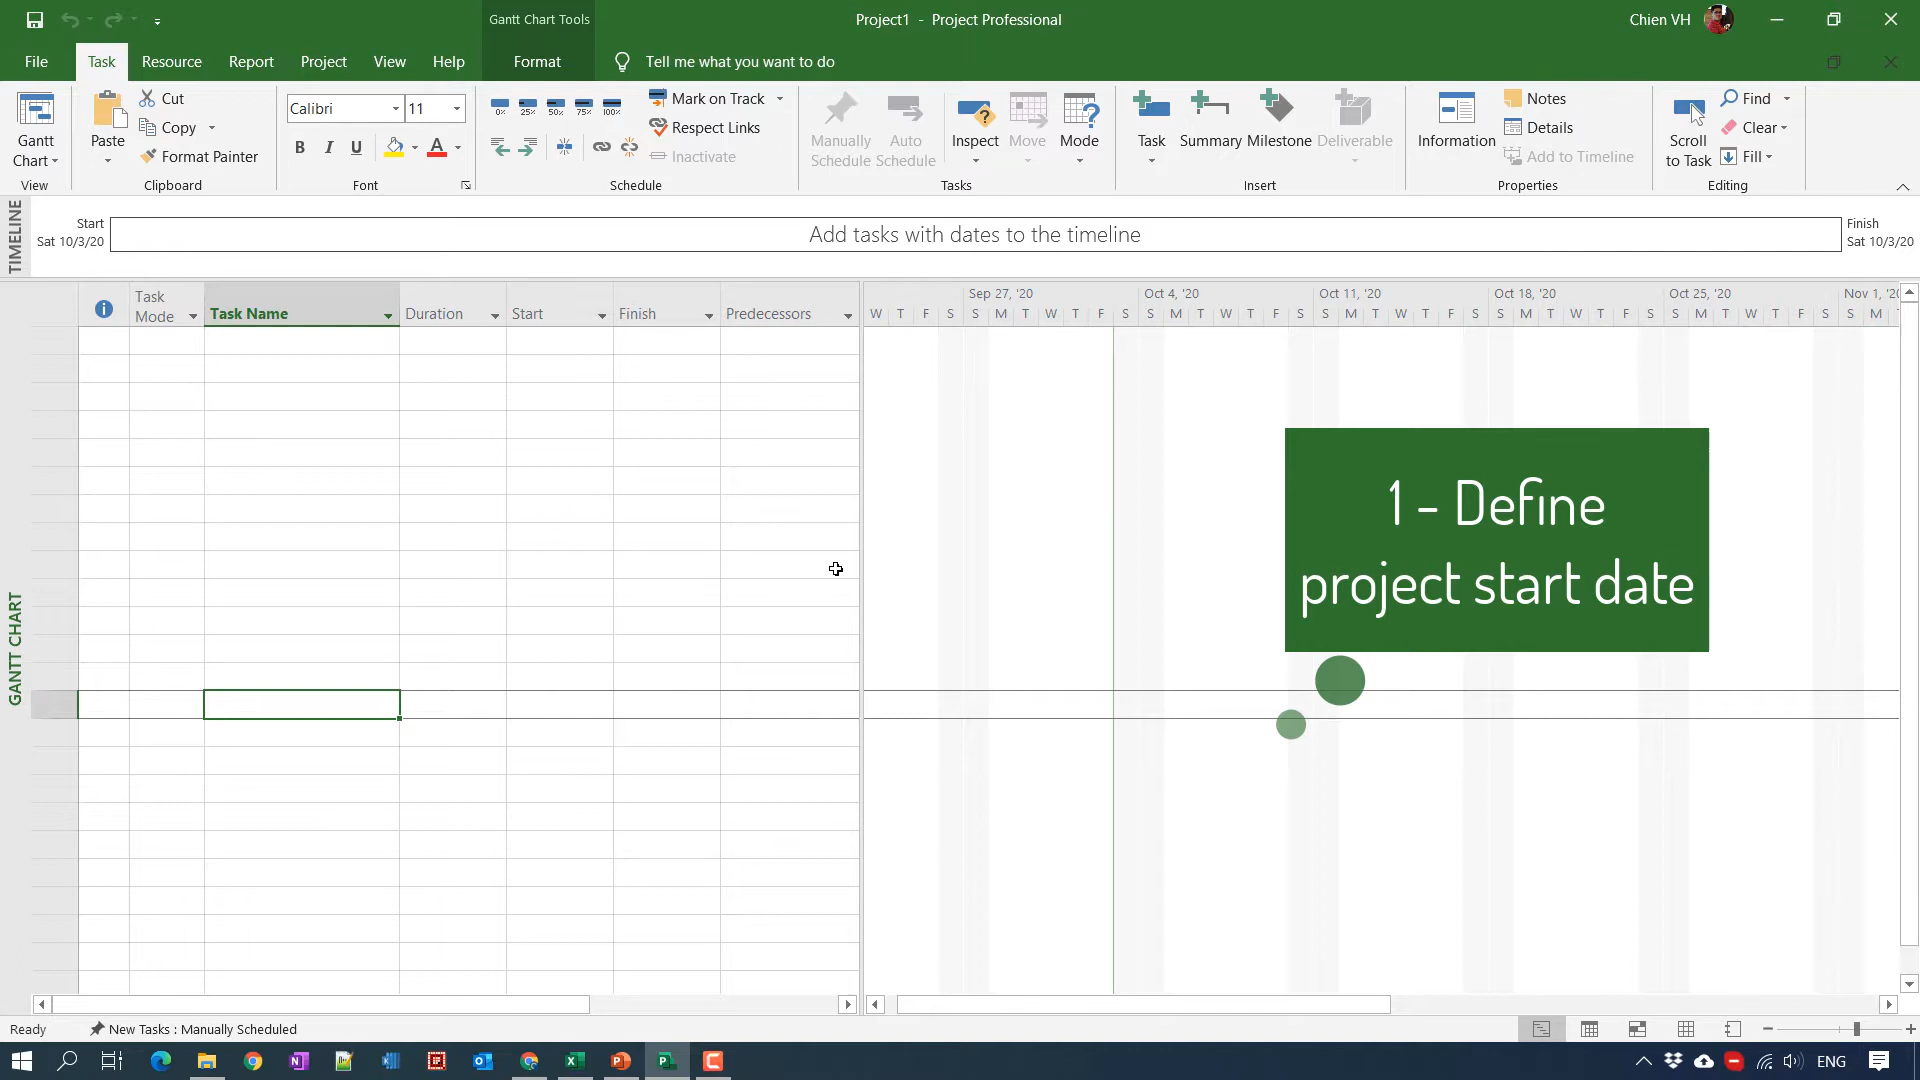 Gantt Chart Tools
Project1 - Project Professional
Chien VH
File
Task
Resource
Report
Project
View
Help
Format
Tell me what you want to do
Gantt
Chart
View
Paste
Cut
Copy
Format Painter
Clipboard
Calibri
11
B I U
A
Font
0% 25% 50% 75% 100%
Mark on Track
Respect Links
Inactivate
Schedule
Manually
Schedule
Auto
Schedule
Inspect
Move
Mode
Tasks
Task
Summary
Milestone
Deliverable
Insert
Information
Notes
Details
Add to Timeline
Properties
Scroll
to Task
Find
Clear
Fill
Editing
TIMELINE
Start
Sat 10/3/20
Add tasks with dates to the timeline
Finish
Sat 10/3/20
Task
Mode
Task Name
Duration
Start
Finish
Predecessors
Sep 27, '20
Oct 4, '20
Oct 11, '20
Oct 18, '20
Oct 25, '20
Nov 1, '20
W T F S S M T W T F S S M T W T F S S M T W T F S S M T W T F S S M T W T F S S M
GANTT CHART
1 - Define
project start date
Ready
New Tasks : Manually Scheduled
ENG